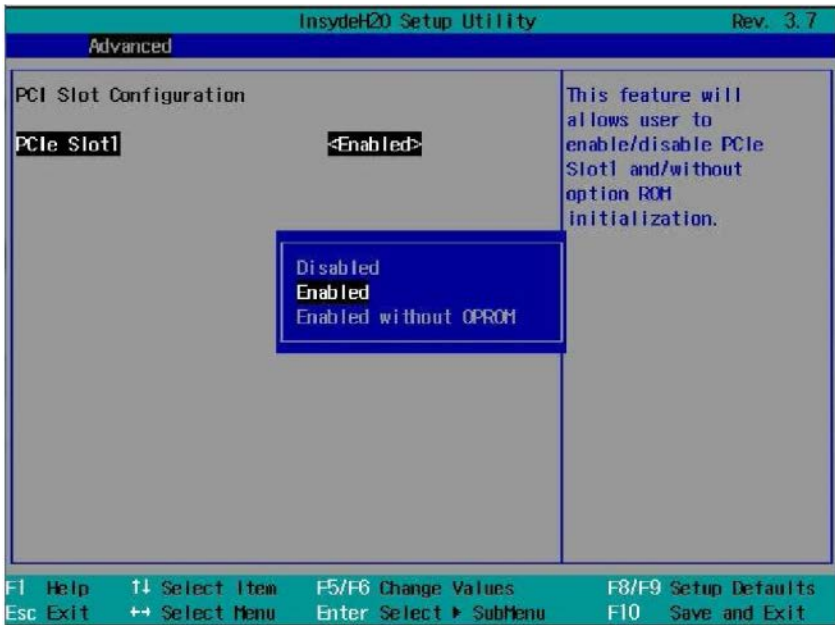 InsydeH2O Setup Utility Rev. 3.7
Advanced
PCI Slot Configuration
PCIe Slot1 <Enabled>
This feature will
allows user to
enable/disable PCIe
Slot1 and/without
option ROM
initialization.
Disabled
Enabled
Enabled without OPROM
F1 Help ↑↓ Select Item F5/F6 Change Values F8/F9 Setup Defaults
Esc Exit ↔ Select Menu Enter Select ▶ SubMenu F10 Save and Exit